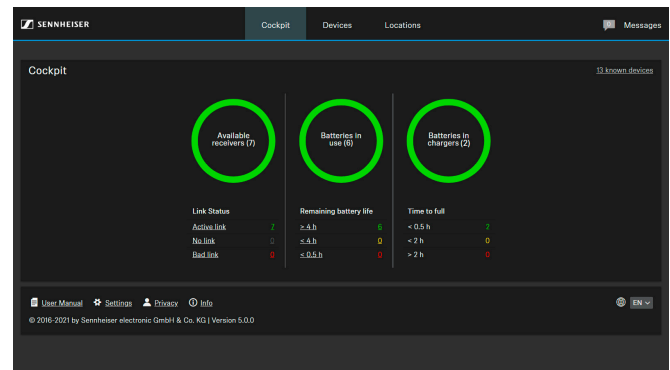 SENNHEISER
Cockpit Devices Locations
0 Messages
Cockpit
13 known devices
Available
receivers (7)
Batteries in
use (6)
Batteries in
chargers (2)
Link Status
Active link 7
No link 0
Bad link 0
Remaining battery life
> 4 h 6
≤ 4 h 0
≤ 0.5 h 0
Time to full
< 0.5 h 7
< 2 h 0
> 2 h 0
User Manual Settings Privacy Info
EN
© 2016-2021 by Sennheiser electronic GmbH & Co. KG | Version 5.0.0